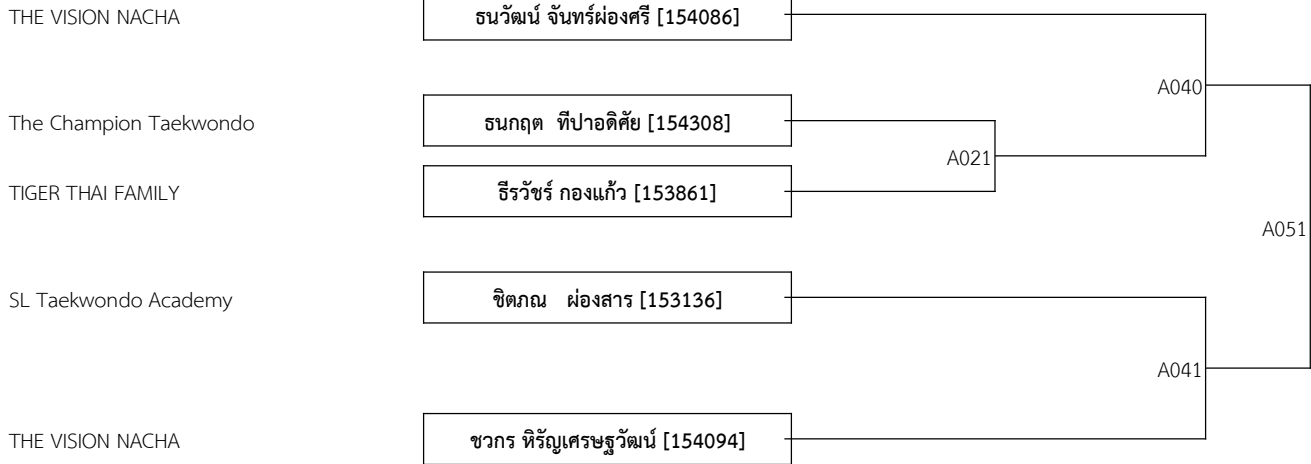 THE VISION NACHA ธนวัฒน์ จันทร์ผ่องศรี [154086]
A040
The Champion Taekwondo ธนกฤต ทีปาอดิศัย [154308]
A021
TIGER THAI FAMILY ธีรวัชร์ กองแก้ว [153861]
A051
SL Taekwondo Academy ชิตภณ ผ่องสาร [153136]
A041
THE VISION NACHA ชวกร หิรัญเศรษฐวัฒน์ [154094]